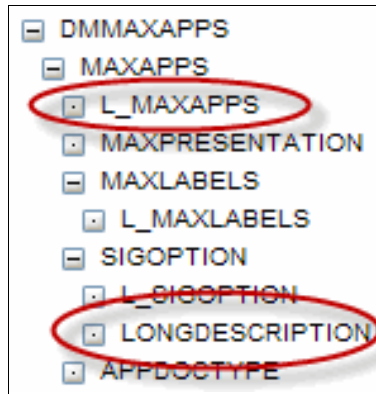 DMMAXAPPS
MAXAPPS
L_MAXAPPS
MAXPRESENTATION
MAXLABELS
L_MAXLABELS
SIGOPTION
L_SIGOPTION
LONGDESCRIPTION
APPDOCTYPE